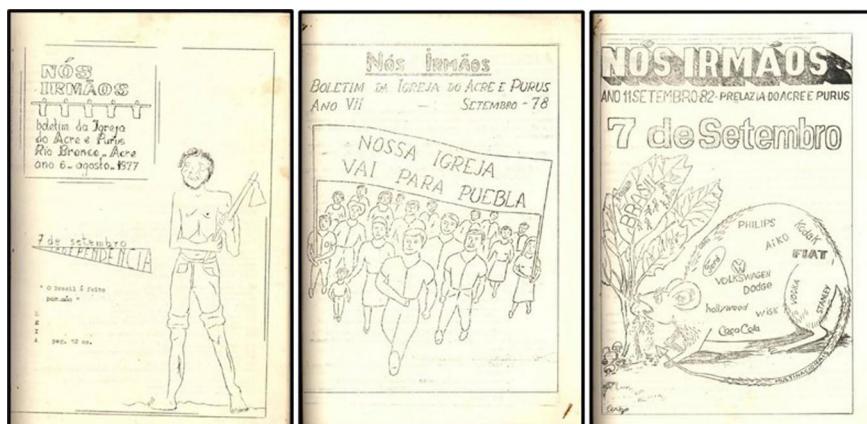 NÓS
IRMÃOS
boletim da Igreja
do Acre e Purus
Rio Branco - Acre
ano 6 - agosto - 1977
7 de setembro
INDEPENDÊNCIA
" O Brasil é feito
por nós "
L
E
I
A pag. 12 
NÓS IRMÃOS
BOLETIM DA IGREJA DO ACRE E PURUS
ANO VII - SETEMBRO - 78
NOSSA IGREJA
VAI PARA PUEBLA
NÓS IRMÃOS
ANO 11 SETEMBRO 82 - PRELAZIA DO ACRE E PURUS
7 de Setembro
BRASIL
PHILIPS
AIKO
Kodak
FIAT
Ford
VW
VOLKSWAGEN
Dodge
VODKA
STANLEY
hollywood
WISK
Coca Cola
MULTINACIONAIS